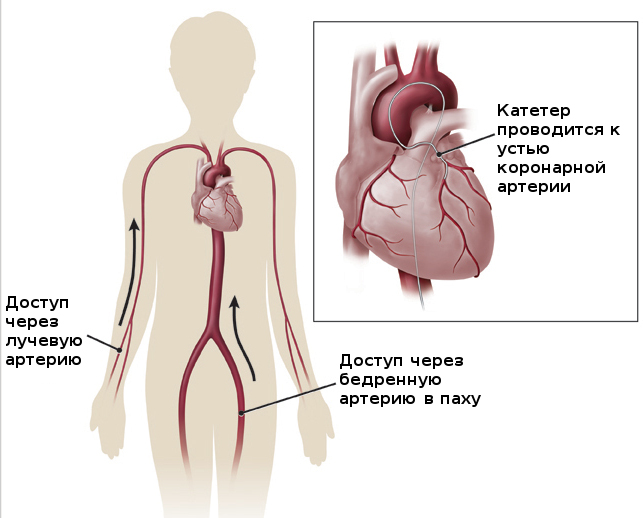 Катетер
проводится к
устью
коронарной
артерии
Доступ
через
лучевую
артерию
Доступ через
бедренную
артерию в паху